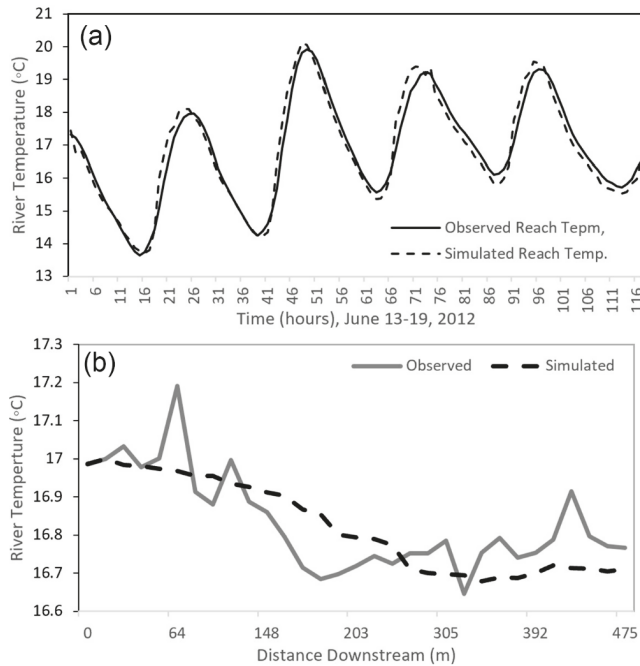 (a)
River Temperature (°C)
21
20
19
18
17
16
15
14
13
Observed Reach Tepm,
Simulated Reach Temp.
1 6 11 16 21 26 31 36 41 46 51 56 61 66 71 76 81 86 91 96 101 106 111 116
Time (hours), June 13-19, 2012
(b)
River Temperture (°C)
17.3
17.2
17.1
17
16.9
16.8
16.7
16.6
Observed Simulated
0 64 148 203 305 392 475
Distance Downstream (m)